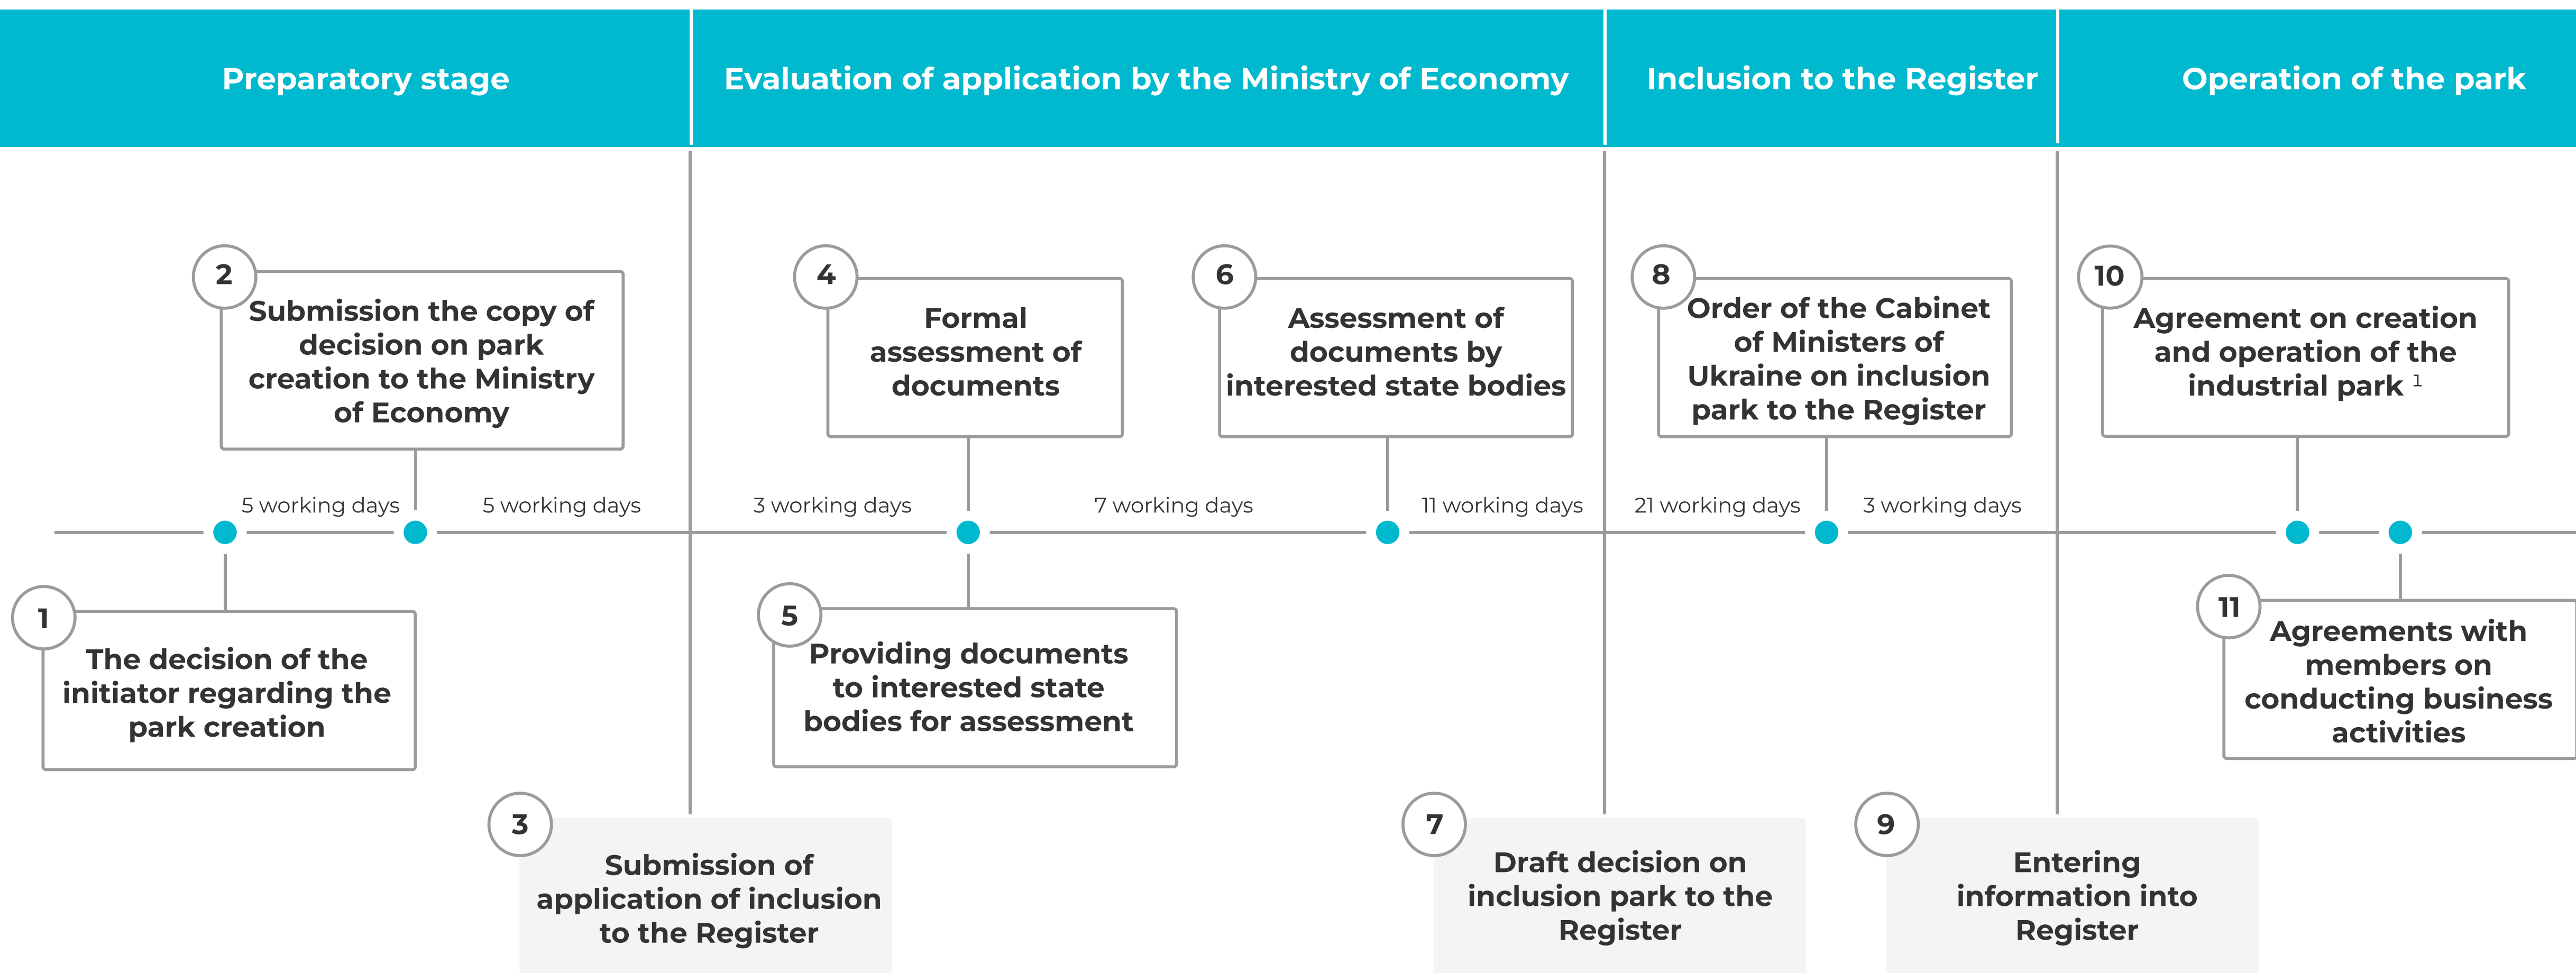 Preparatory stage
Evaluation of application by the Ministry of Economy
Inclusion to the Register
Operation of the park
2
Submission the copy of
decision on park
creation to the Ministry
of Economy
4
Formal
assessment of
documents
6
Assessment of
documents by
interested state bodies
8
Order of the Cabinet
of Ministers of
Ukraine on inclusion
park to the Register
10
Agreement on creation
and operation of the
industrial park ¹
5 working days
5 working days
3 working days
7 working days
11 working days
21 working days
3 working days
1
The decision of the
initiator regarding the
park creation
5
Providing documents
to interested state
bodies for assessment
11
Agreements with
members on
conducting business
activities
3
Submission of
application of inclusion
to the Register
7
Draft decision on
inclusion park to the
Register
9
Entering
information into
Register